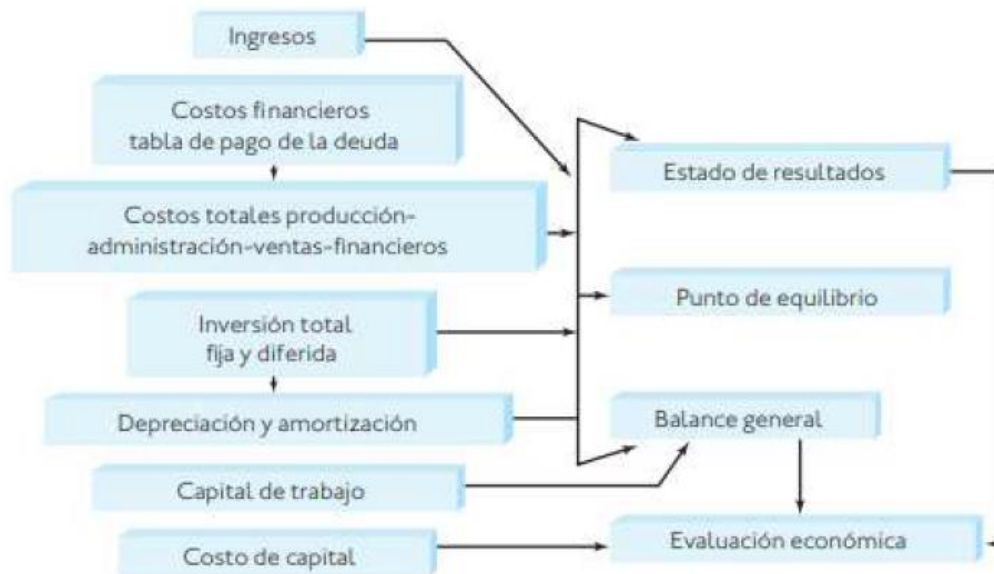 Ingresos
Costos financieros
tabla de pago de la deuda
Costos totales producción-
administración-ventas-financieros
Inversión total
fija y diferida
Depreciación y amortización
Capital de trabajo
Costo de capital
Estado de resultados
Punto de equilibrio
Balance general
Evaluación económica